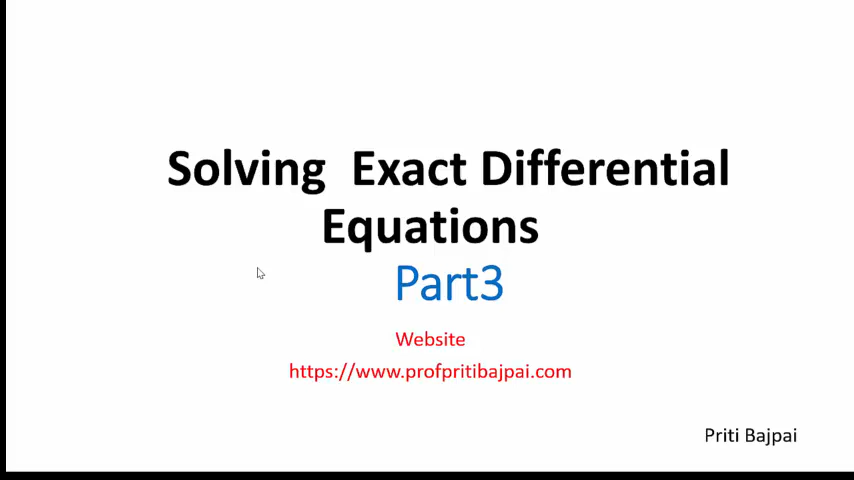 Solving Exact Differential
Equations
Part3
Website
https://www.profpritibajpai.com
Priti Bajpai